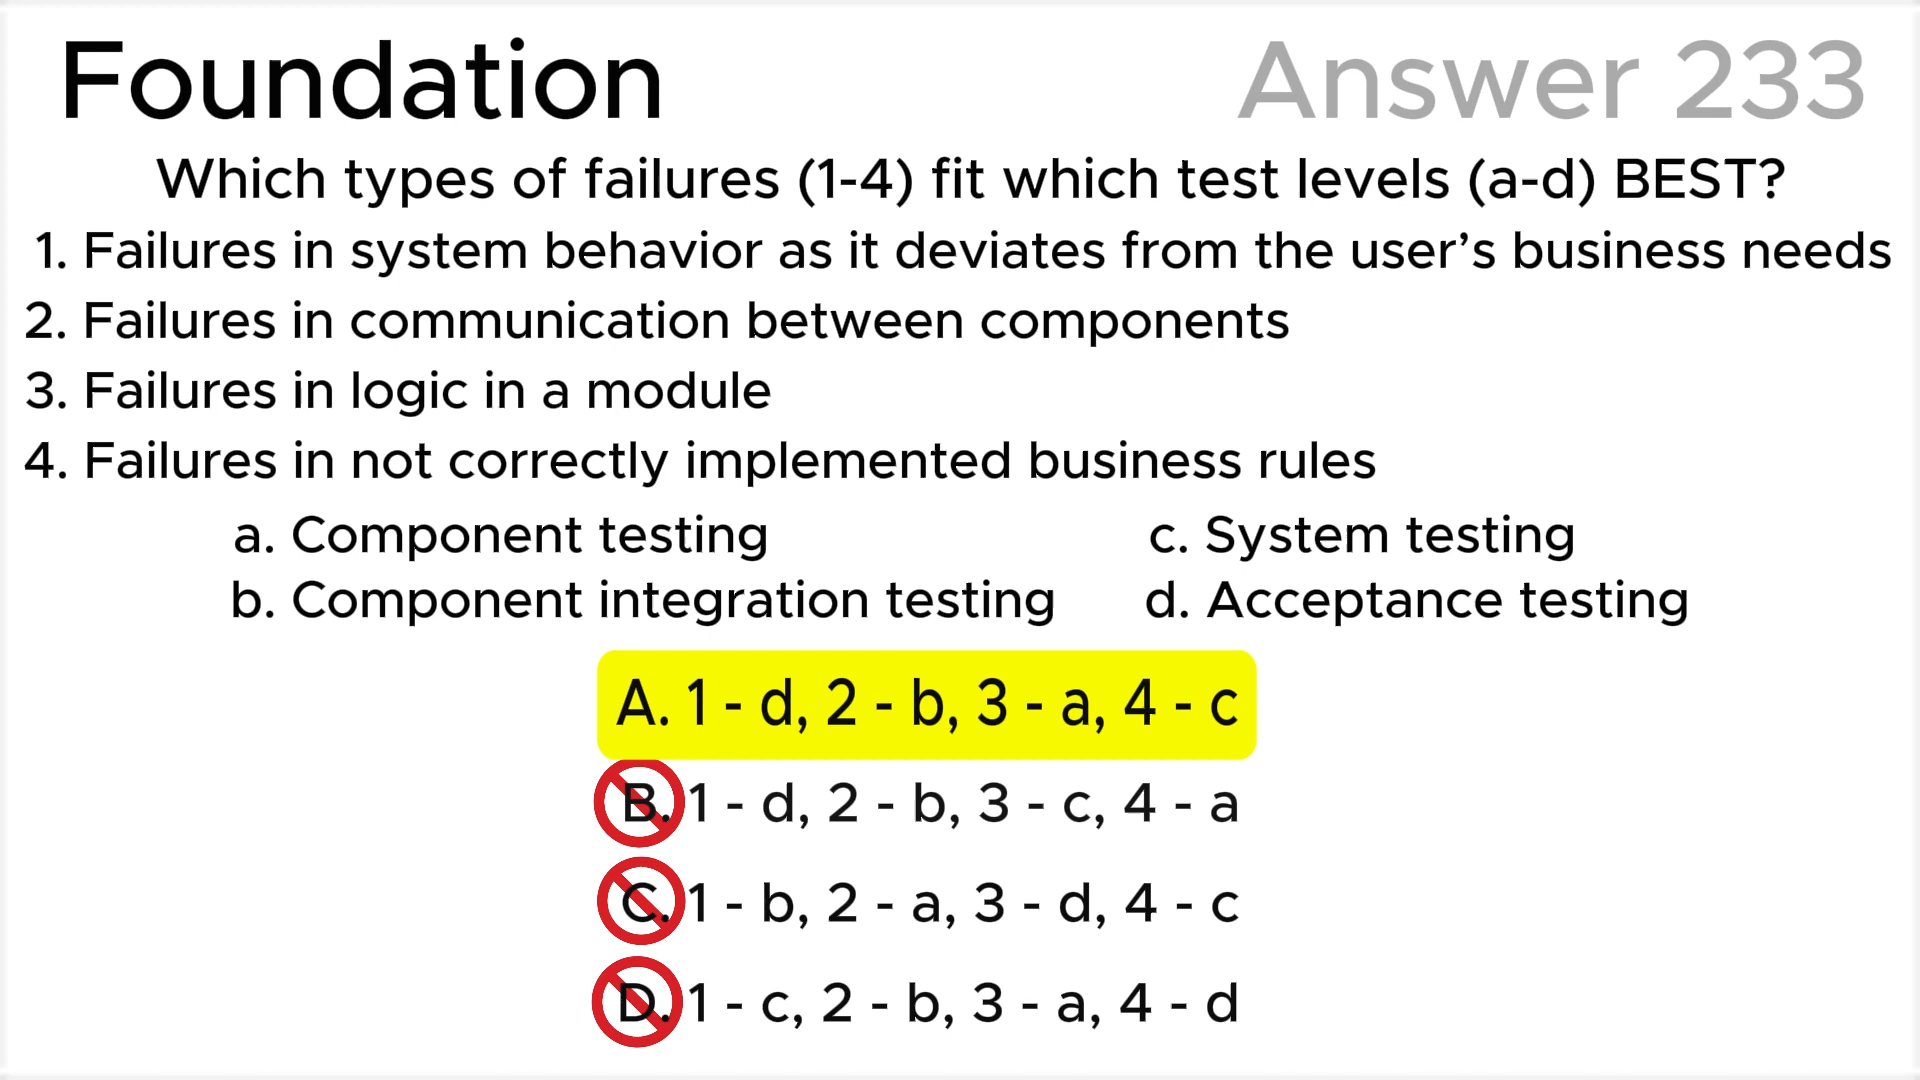 Foundation
Answer 233
Which types of failures (1-4) fit which test levels (a-d) BEST?
1. Failures in system behavior as it deviates from the user’s business needs
2. Failures in communication between components
3. Failures in logic in a module
4. Failures in not correctly implemented business rules
a. Component testing
b. Component integration testing
c. System testing
d. Acceptance testing
A. 1 - d, 2 - b, 3 - a, 4 - c
B. 1 - d, 2 - b, 3 - c, 4 - a
C. 1 - b, 2 - a, 3 - d, 4 - c
D. 1 - c, 2 - b, 3 - a, 4 - d